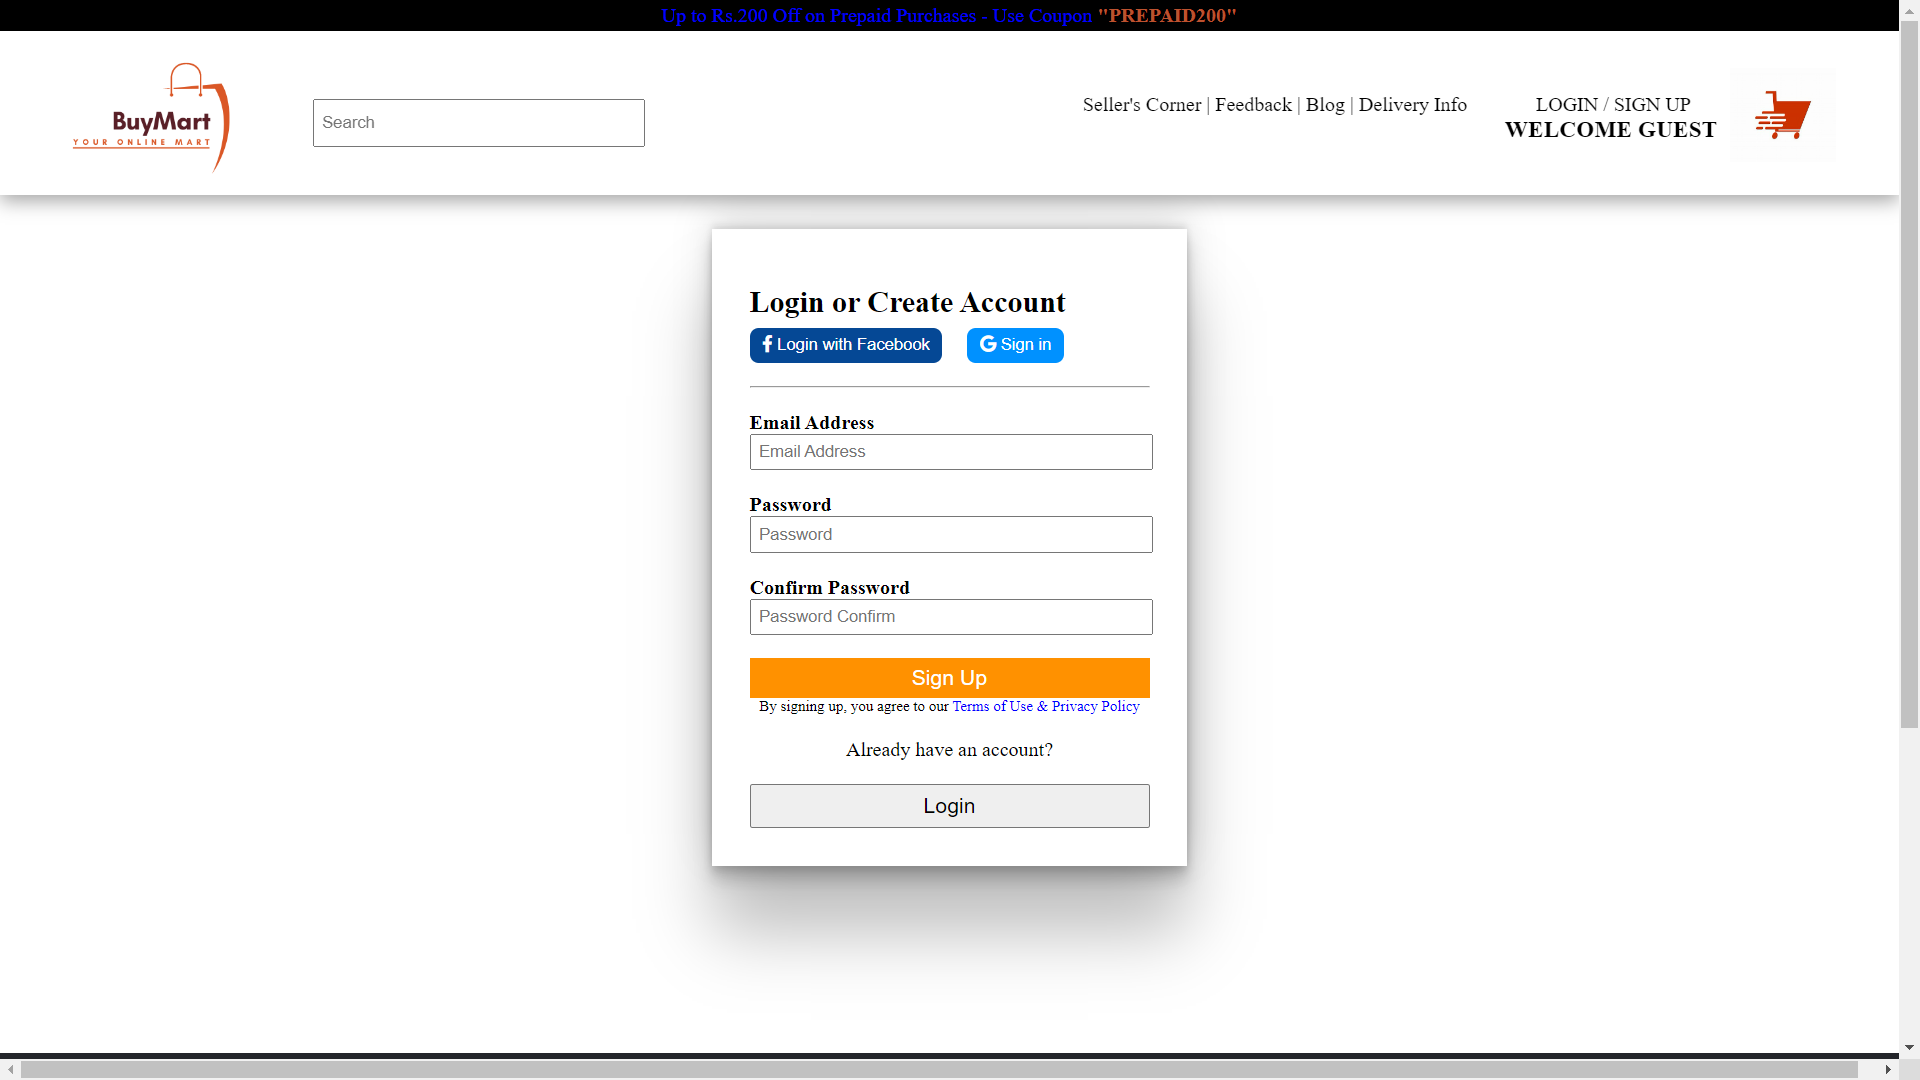 Up to Rs.200 Off on Prepaid Purchases - Use Coupon "PREPAID200"
BuyMart
YOUR ONLINE MART
Search
Seller's Corner | Feedback | Blog | Delivery Info
LOGIN / SIGN UP
WELCOME GUEST
Login or Create Account
Login with Facebook
Sign in
Email Address
Email Address
Password
Password
Confirm Password
Password Confirm
Sign Up
By signing up, you agree to our Terms of Use & Privacy Policy
Already have an account?
Login